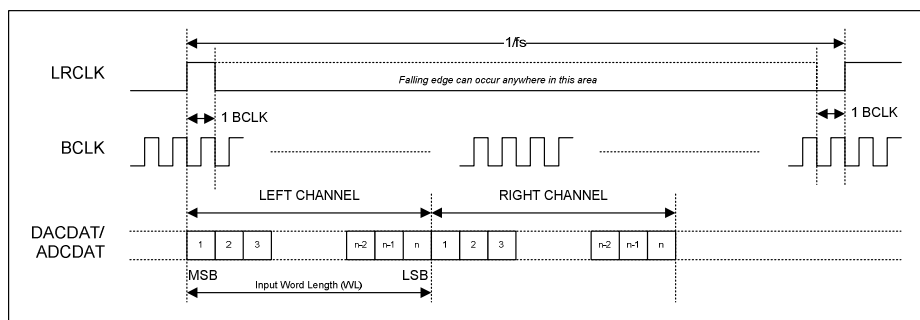 1/fs
LRCLK
Falling edge can occur anywhere in this area
1 BCLK
1 BCLK
BCLK
LEFT CHANNEL
RIGHT CHANNEL
DACDAT/
ADCDAT
1 2 3 n-2 n-1 n 1 2 3 n-2 n-1 n
MSB
LSB
Input Word Length (WL)